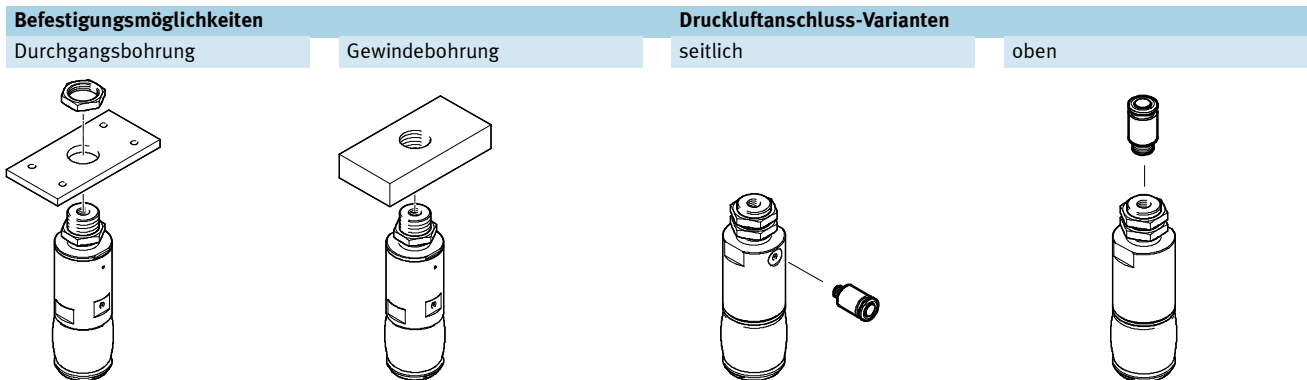 Befestigungsmöglichkeiten Druckluftanschluss-Varianten
Durchgangsbohrung Gewindebohrung seitlich oben